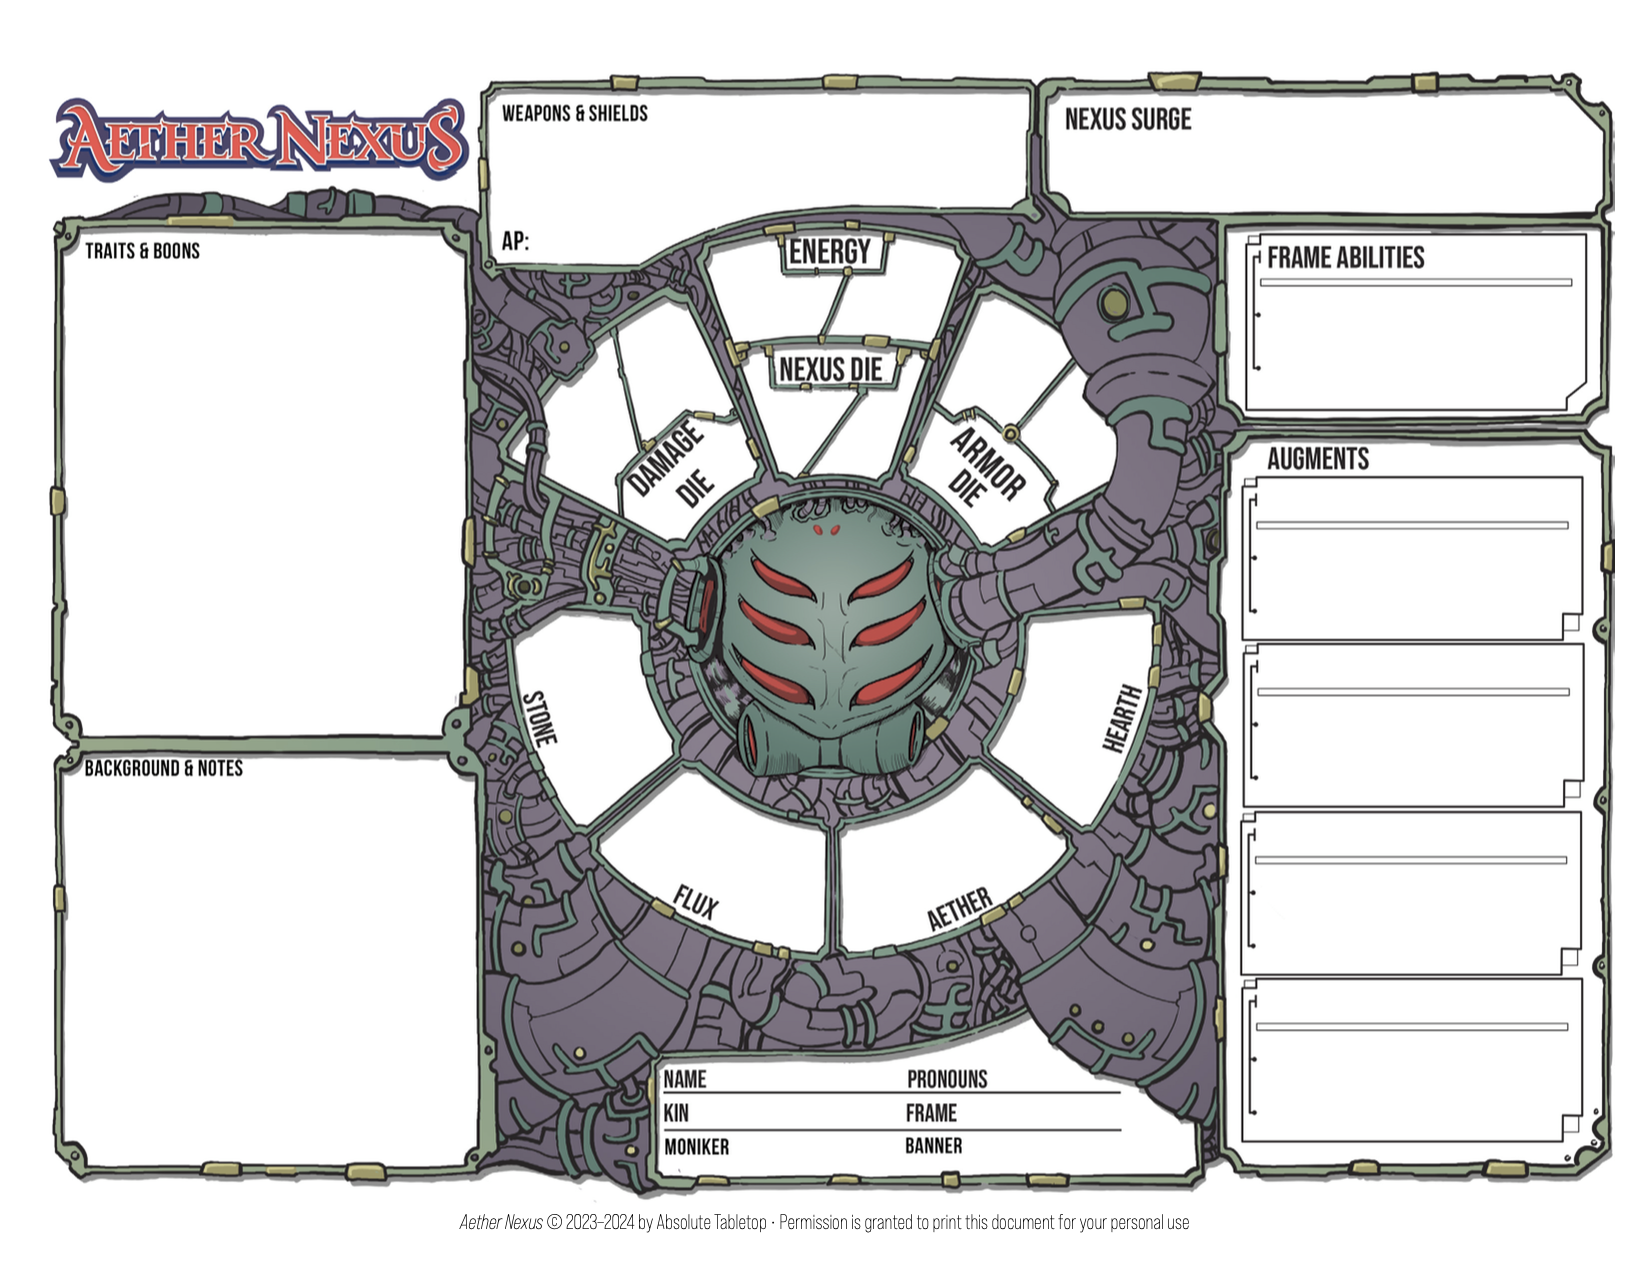 AETHER NEXUS
WEAPONS & SHIELDS
AP:
NEXUS SURGE
TRAITS & BOONS
BACKGROUND & NOTES
ENERGY
NEXUS DIE
DAMAGE
DIE
ARMOR
DIE
STONE
HEARTH
FLUX
AETHER
FRAME ABILITIES
AUGMENTS
NAME PRONOUNS
KIN FRAME
MONIKER BANNER
Aether Nexus © 2023-2024 by Absolute Tabletop · Permission is granted to print this document for your personal use